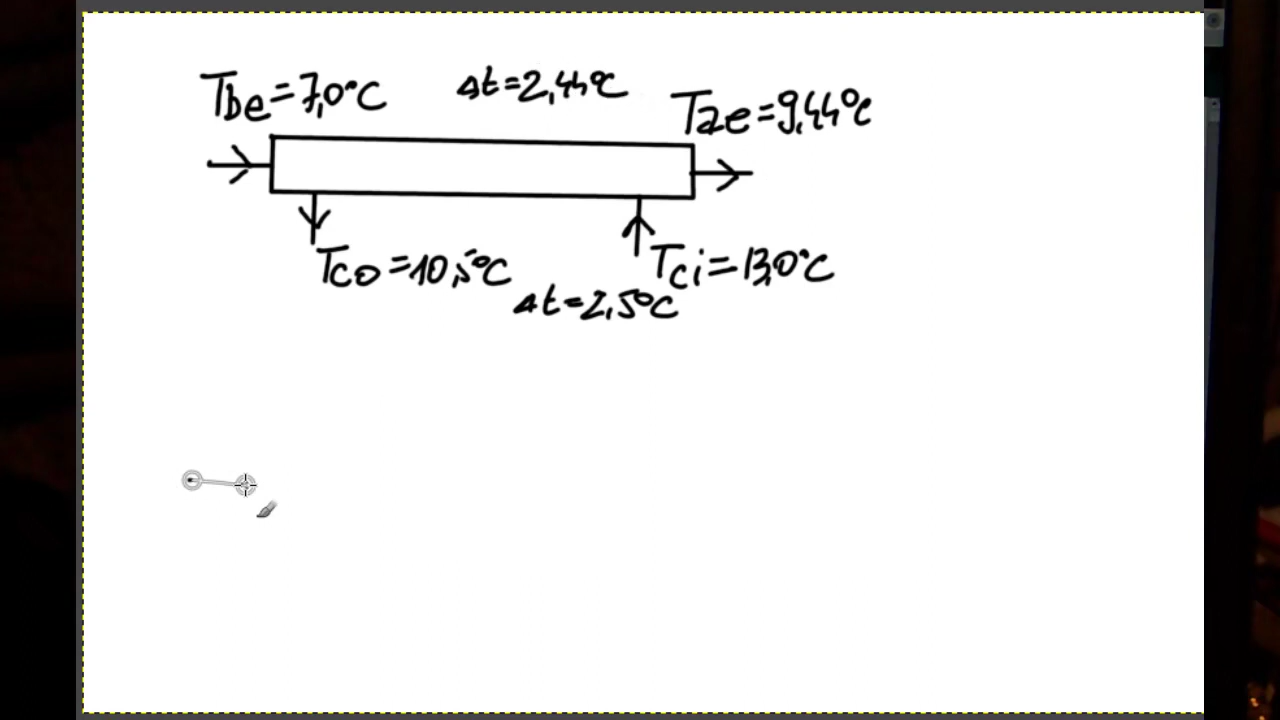 Tbe=7,0°C
Δt=2,44°C
T2e=9,44°C
Tco=10,5°C
Tci=13,0°C
Δt=2,5°C